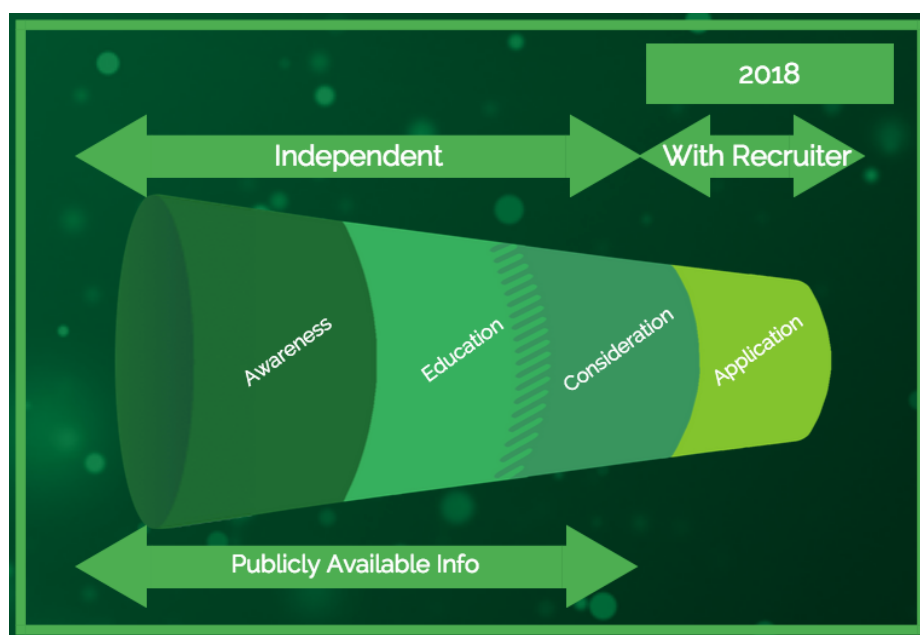 2018
Independent
With Recruiter
Awareness
Education
Consideration
Application
Publicly Available Info